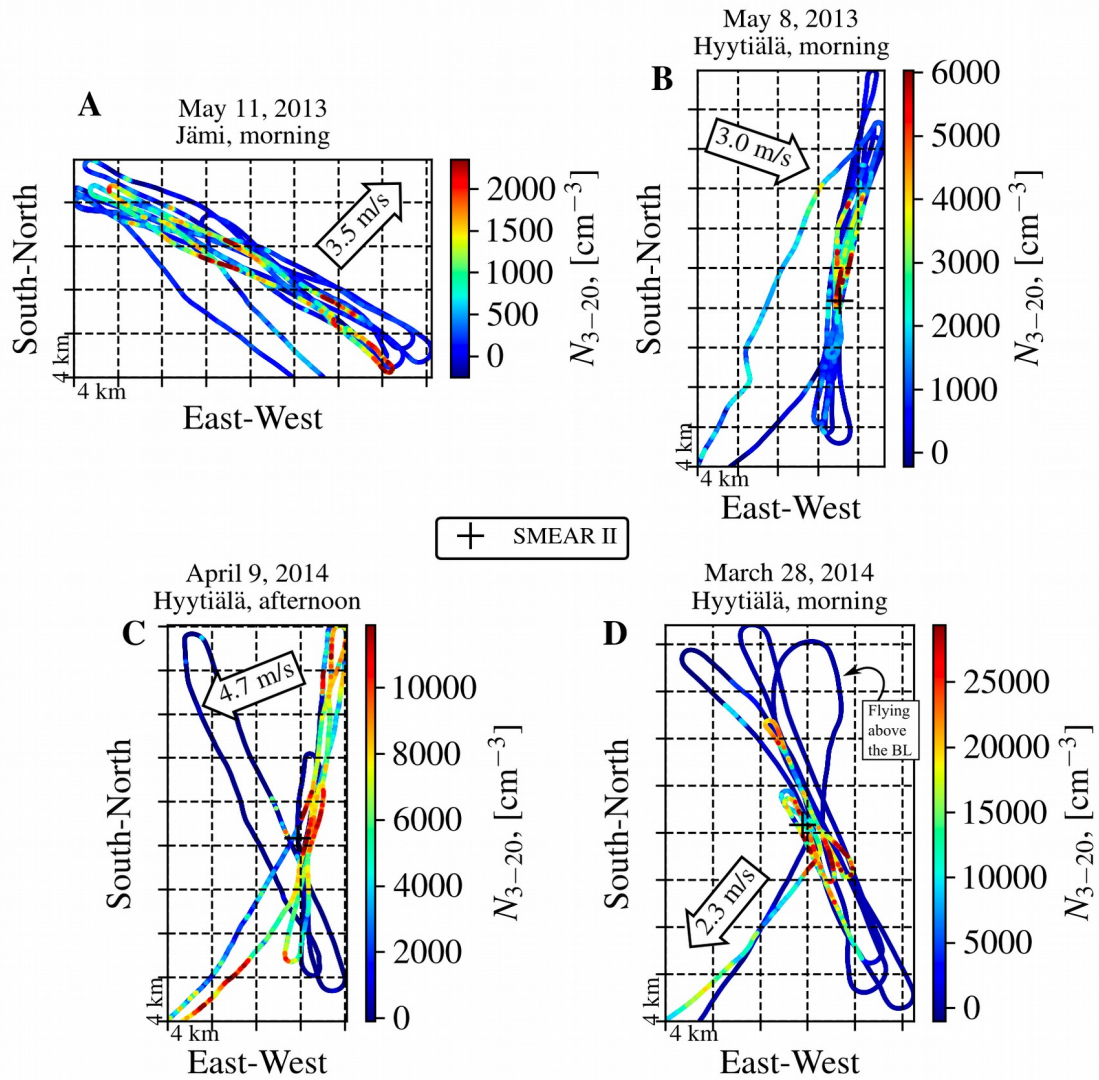 A
May 11, 2013
Jämi, morning
3.5 m/s
2000
1500
1000
500
0
N3−20, [cm−3]
South-North
4 km
4 km
East-West
B
May 8, 2013
Hyytiälä, morning
3.0 m/s
6000
5000
4000
3000
2000
1000
0
N3−20, [cm−3]
South-North
4 km
4 km
East-West
SMEAR II
C
April 9, 2014
Hyytiälä, afternoon
4.7 m/s
10000
8000
6000
4000
2000
0
N3−20, [cm−3]
South-North
4 km
4 km
East-West
D
March 28, 2014
Hyytiälä, morning
Flying
above
the BL
2.3 m/s
25000
20000
15000
10000
5000
0
N3−20, [cm−3]
South-North
4 km
4 km
East-West